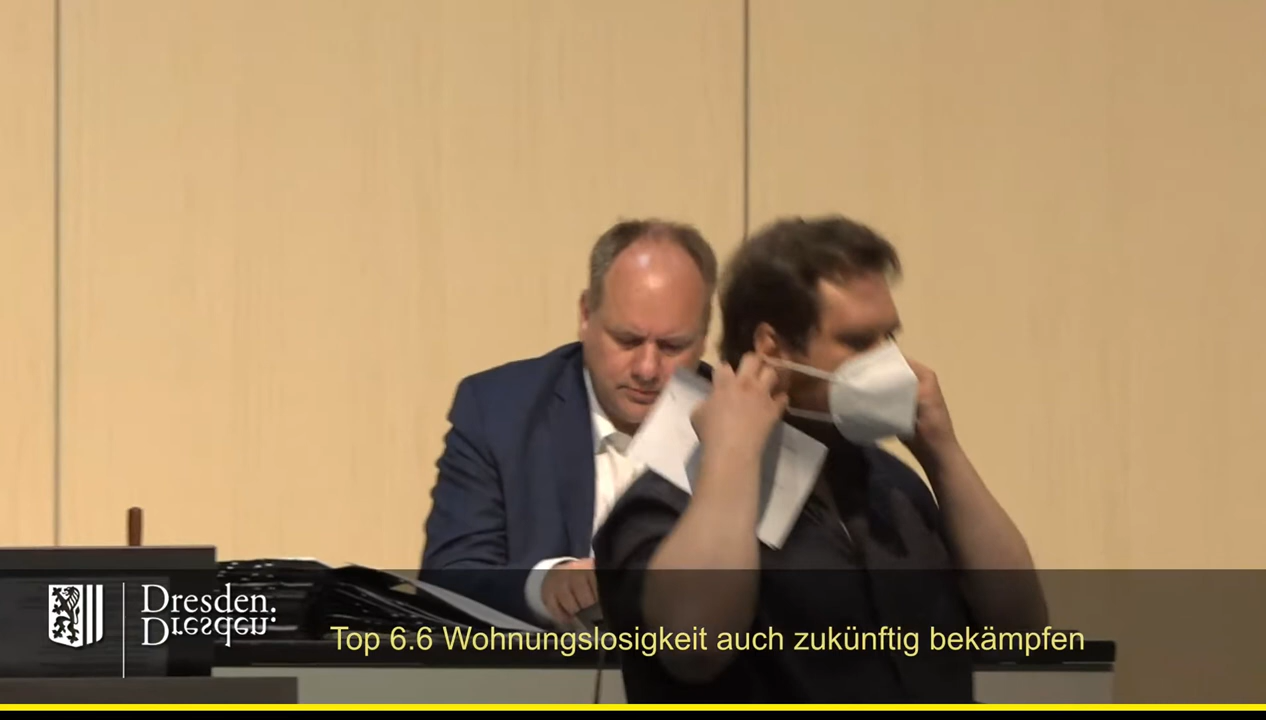 Dresden.
Dresden.
Top 6.6 Wohnungslosigkeit auch zukünftig bekämpfen